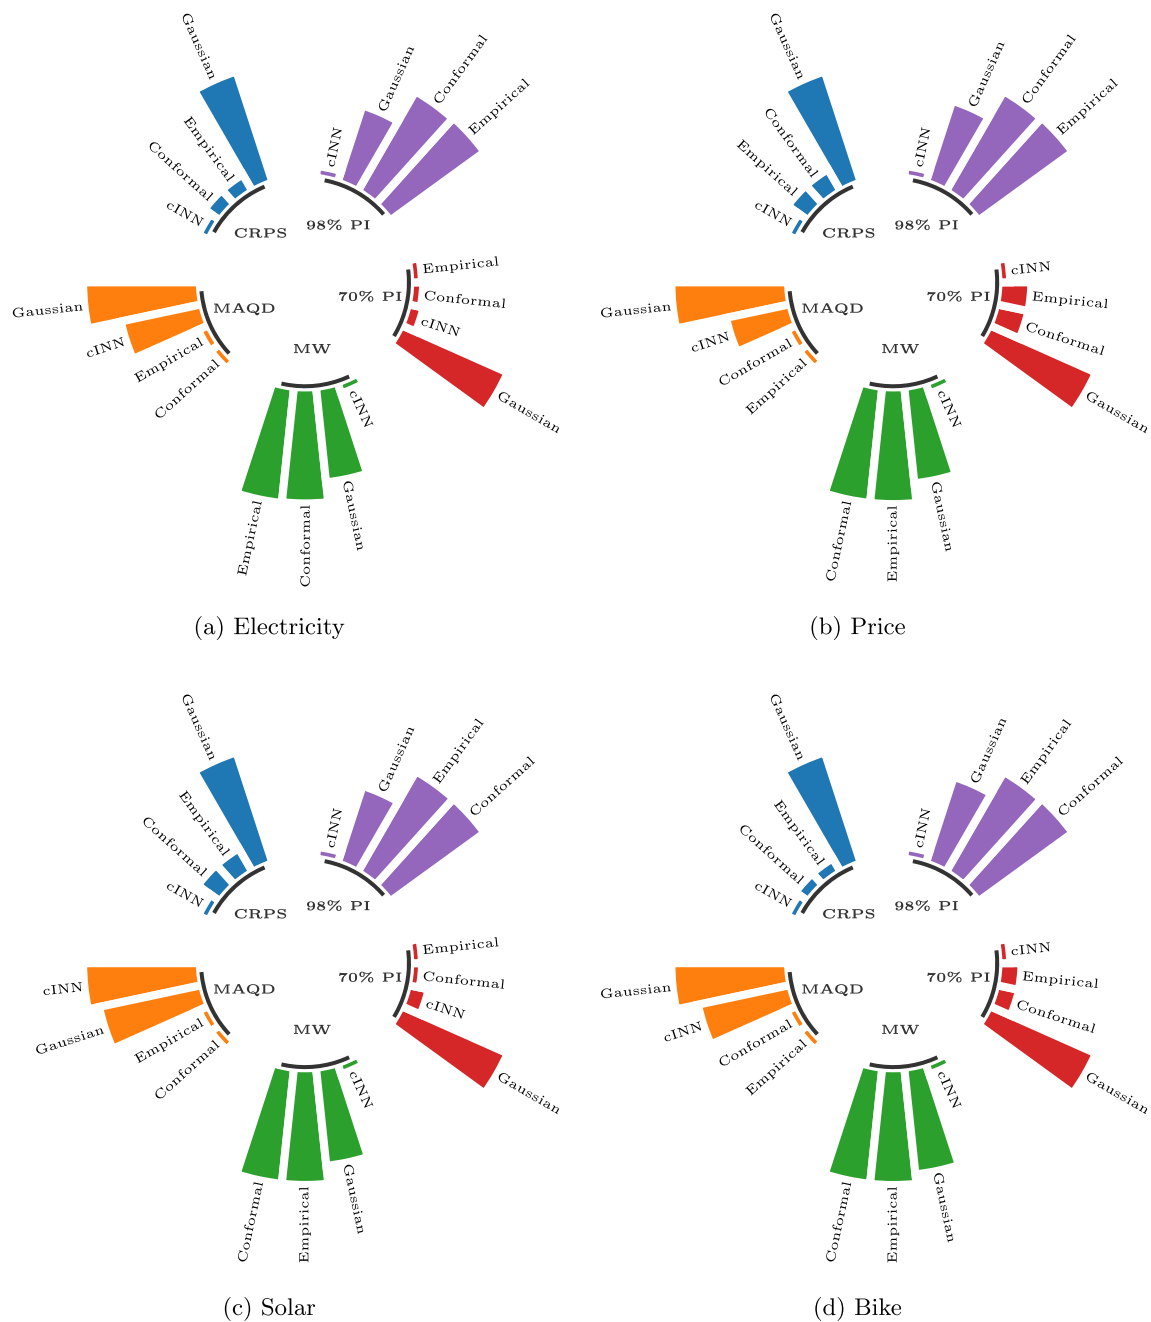 Gaussian
Empirical
Conformal
cINN
CRPS
cINN
Gaussian
Conformal
Empirical
98% PI
Empirical
Conformal
cINN
Gaussian
70% PI
Gaussian
cINN
Empirical
Conformal
MAQD
MW
cINN
Gaussian
Conformal
Empirical
(a) Electricity
Gaussian
Conformal
Empirical
cINN
CRPS
cINN
Gaussian
Conformal
Empirical
98% PI
cINN
Empirical
Conformal
Gaussian
70% PI
Gaussian
cINN
Conformal
Empirical
MAQD
MW
cINN
Gaussian
Empirical
Conformal
(b) Price
Gaussian
Empirical
Conformal
cINN
CRPS
cINN
Gaussian
Empirical
Conformal
98% PI
Empirical
Conformal
cINN
Gaussian
70% PI
cINN
Gaussian
Empirical
Conformal
MAQD
MW
cINN
Gaussian
Empirical
Conformal
(c) Solar
Gaussian
Empirical
Conformal
cINN
CRPS
cINN
Gaussian
Empirical
Conformal
98% PI
cINN
Empirical
Conformal
Gaussian
70% PI
Gaussian
cINN
Conformal
Empirical
MAQD
MW
cINN
Gaussian
Empirical
Conformal
(d) Bike